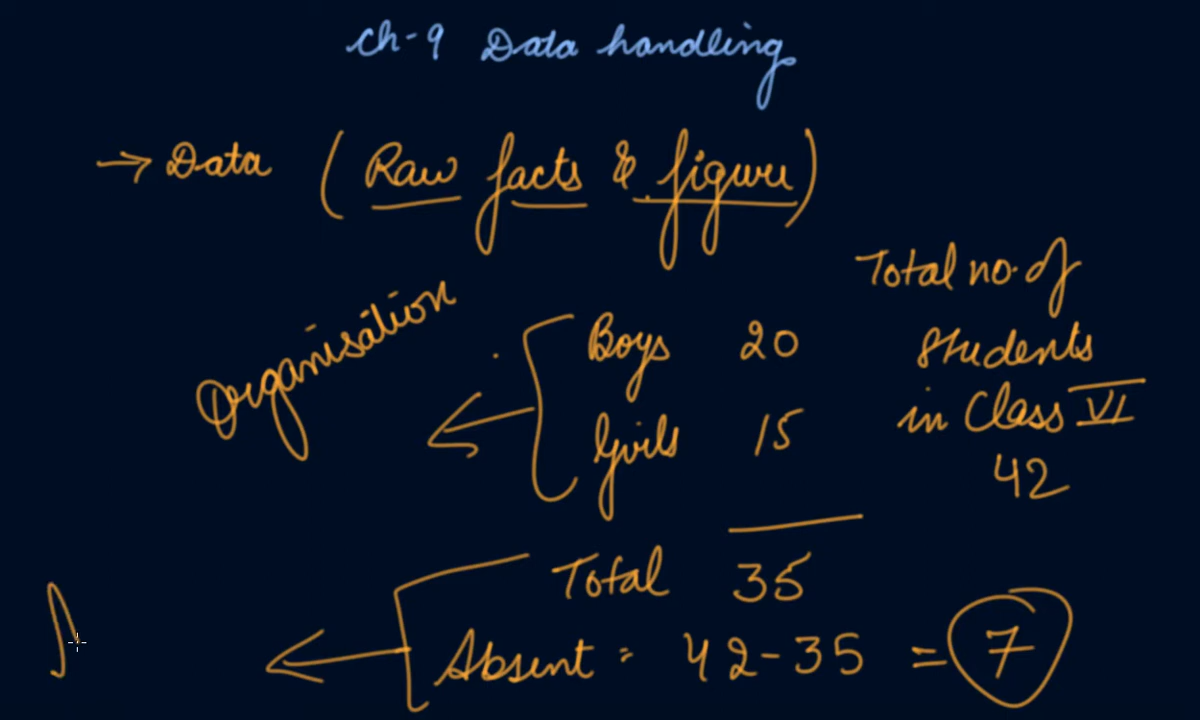 Ch-9 Data handling
→ Data (Raw facts & figure)
Organisation
Boys 20
Girls 15
Total 35
Absent = 42-35 = 7
Total no. of
students
in Class VI
42